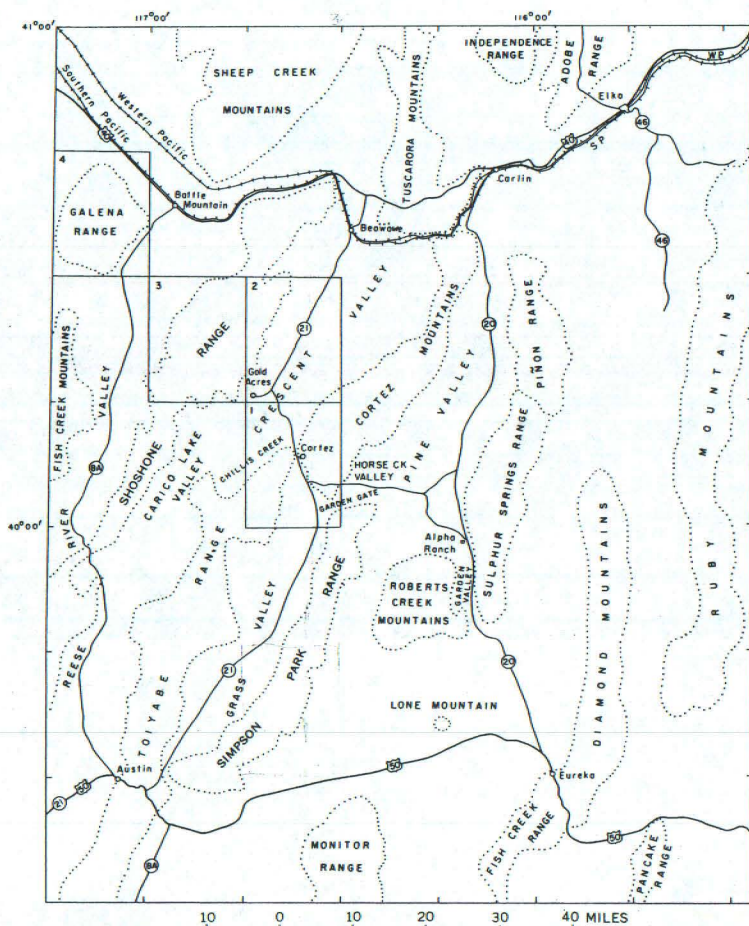 117°00′
116°00′
41°00′
SHEEP CREEK
MOUNTAINS
INDEPENDENCE
RANGE
ADOBE
RANGE
WP
Elko
46
TUSCARORA MOUNTAINS
Southern Pacific
Western Pacific
40
40
S P
4
Battle
Mountain
GALENA
RANGE
Carlin
Beowawe
46
3
2
RANGE
21
CRESCENT VALLEY
CORTEZ MOUNTAINS
PINE VALLEY
20
PIÑON RANGE
RUBY MOUNTAINS
FISH CREEK MOUNTAINS
Gold
Acres
1
REESE RIVER VALLEY
8A
SHOSHONE
CARICO LAKE
VALLEY
CHILLIS CREEK
Cortez
HORSE CK
VALLEY
GARDEN GATE
SULPHUR SPRINGS RANGE
40°00′
Alpha
Ranch
GARDEN VALLEY
ROBERTS
CREEK
MOUNTAINS
DIAMOND MOUNTAINS
TOIYABE RANGE
GRASS VALLEY
21
SIMPSON PARK RANGE
20
LONE MOUNTAIN
Austin
Eureka
50
21
50
50
8A
MONITOR
RANGE
FISH CREEK
RANGE
PANCAKE
RANGE
10 0 10 20 30 40 MILES